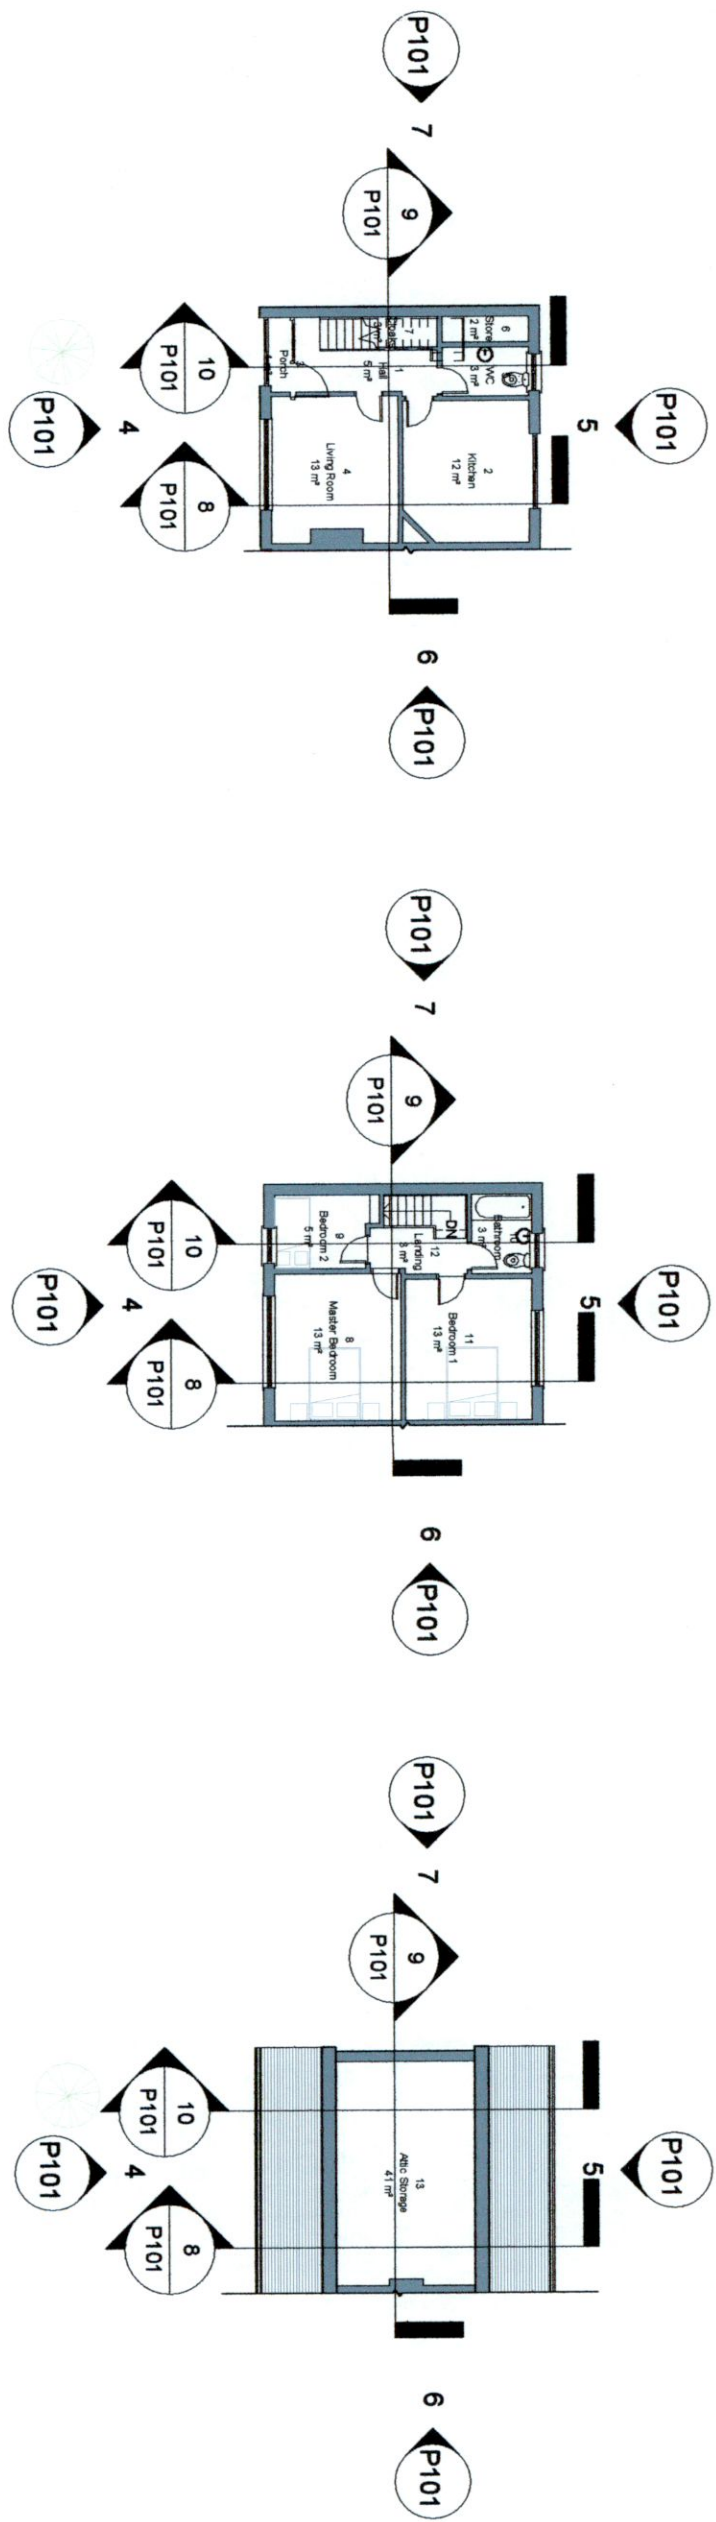 P101
7
9
P101
6
Store
2 m²
7
WC
3 m²
1
Hall
5 m²
Porch
10
P101
P101
4
5
P101
2
Kitchen
12 m²
4
Living Room
13 m²
8
P101
6
P101
P101
7
9
P101
Bathroom
3 m²
DN
12
Landing
3 m²
9
Bedroom 2
5 m²
10
P101
P101
4
5
P101
11
Bedroom 1
13 m²
8
Master Bedroom
13 m²
8
P101
6
P101
P101
7
9
P101
10
P101
P101
4
5
P101
13
Attic Storage
41 m²
8
P101
6
P101